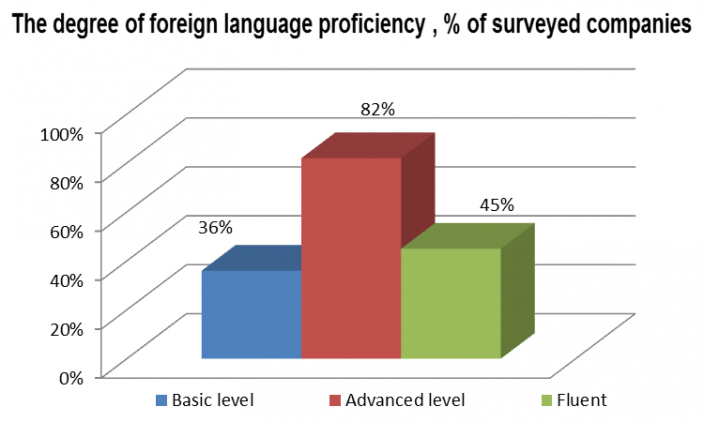 The degree of foreign language proficiency , % of surveyed companies
82%
100%
80%
45%
60%
36%
40%
20%
0%
Basic level
Advanced level
Fluent